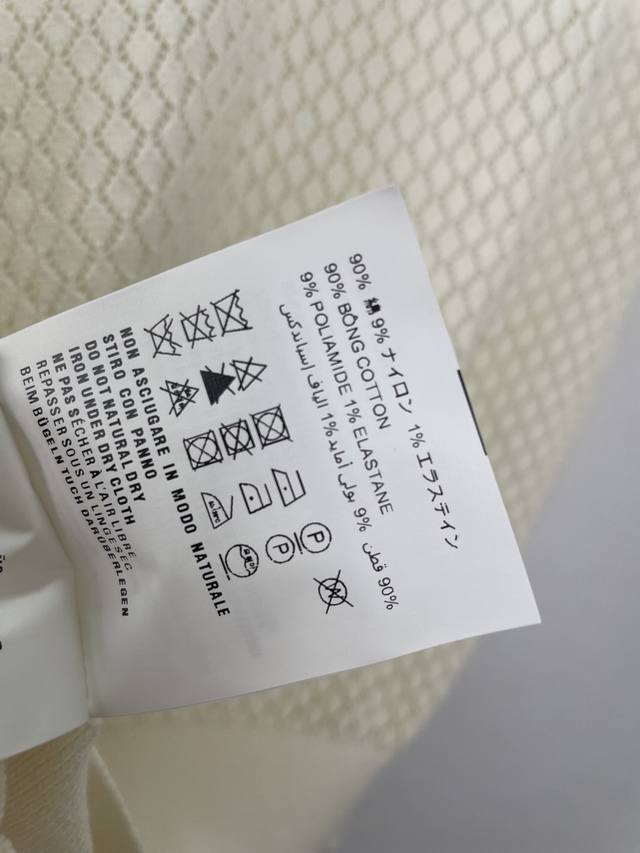 90% 綿 9% ナイロン 1% エラステイン
90% BÔNG COTTON
9% POLIAMIDE 1% ELASTANE
90% قطن 9% بولي أمايد 1% الياف إسباندكس
P
P
A
NON ASCIUGARE IN MODO NATURALE
STIRO CON PANNO
DO NOT NATURAL DRY
IRON UNDER DRY CLOTH
NE PAS SÉCHER À L'AIR LIBRE
REPASSER SOUS UN LINGE SEC
BEIM BÜGELN TUCH DARÜBERLEGEN